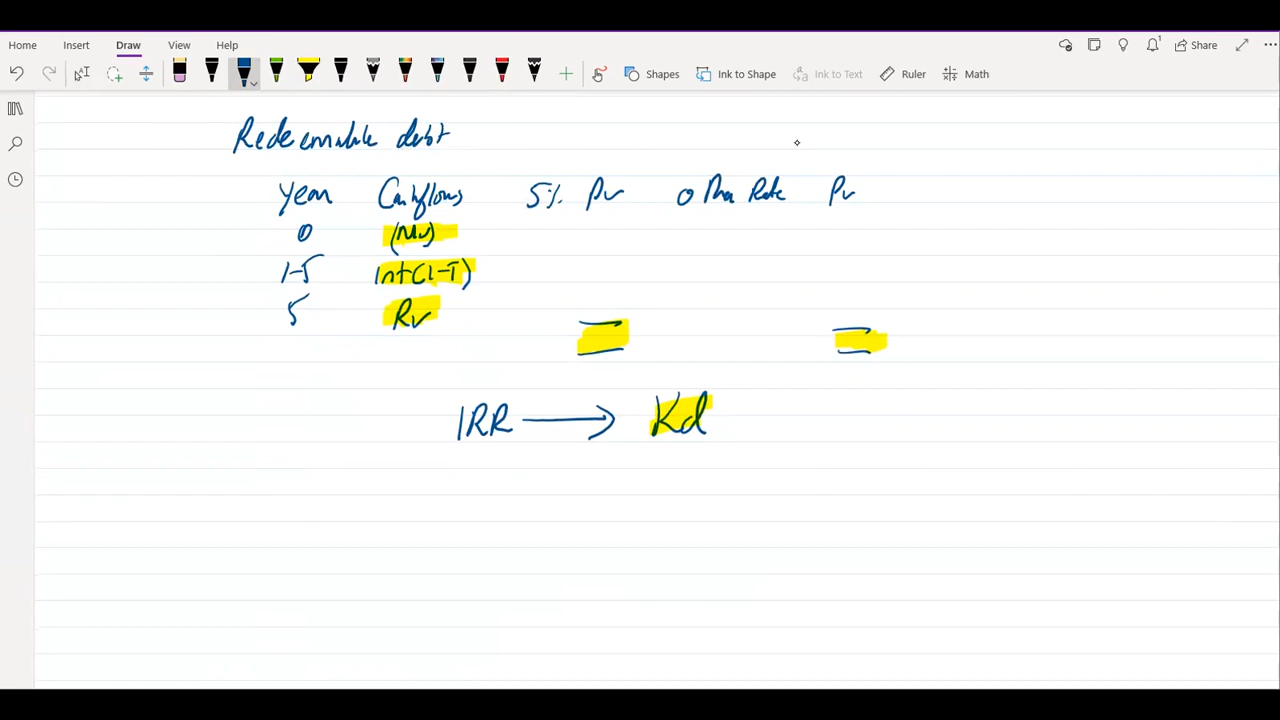 Home Insert Draw View Help
1
Share
Shapes Ink to Shape Ink to Text Ruler Math
Redeemable debt
Year Cashflows 5% Pv Other Rate Pv
0 (Mv)
1-5 Int(1-T)
5 Rv
IRR → Kd